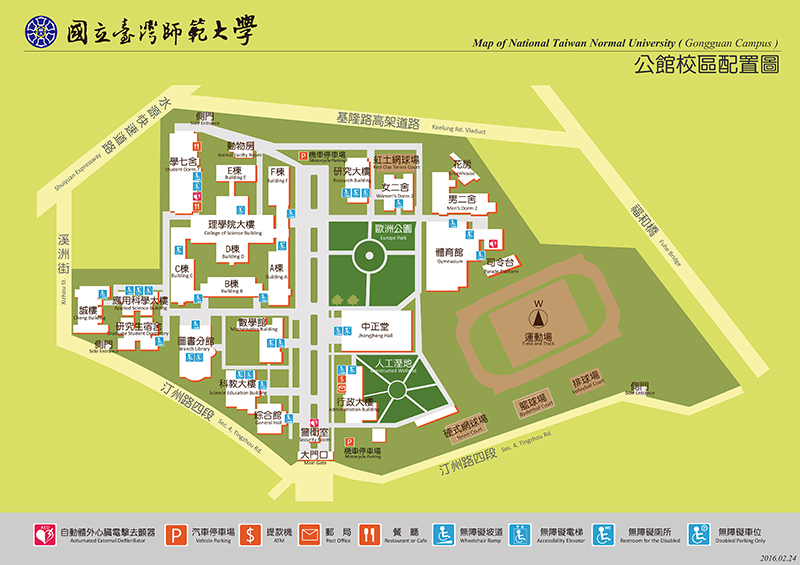 國立臺灣師範大學
Map of National Taiwan Normal University ( Gongguan Campus )
公館校區配置圖
水源快速道路
Shuiyuan Expressway
側門
Side Entrance
基隆路高架道路
Keelung Rd. Viaduct
動物房
Animal Facility Room
機車停車場
Motorcycle Parking
紅土網球場
Red Clay Tennis Court
花房
Greenhouse
學七舍
Student Dorm 7
E棟
Building E
F棟
Building F
研究大樓
Research Building
女二舍
Women's Dorm 2
男二舍
Men's Dorm 2
福和橋
Fuhe Bridge
理學院大樓
College of Science Building
歐洲公園
Europe Park
溪洲街
Xizhou St.
D棟
Building D
體育館
Gymnasium
司令台
Parade Platform
C棟
Building C
A棟
Building A
B棟
Building B
應用科學大樓
Applied Science Building
誠樓
Cheng Building
W
運動場
Field and Track
研究生宿舍
Graduate Student Dormitory
數學館
Mathematics Building
中正堂
Jhongjheng Hall
側門
Side Entrance
圖書分館
Branch Library
人工溼地
Constructed Wetland
科教大樓
Science Education Building
排球場
Volleyball Court
側門
Side Entrance
籃球場
Basketball Court
行政大樓
Administration Building
綜合館
General Hall
硬式網球場
Tennis Court
汀州路四段
Sec. 4, Tingzhou Rd.
警衛室
Security Room
機車停車場
Motorcycle Parking
大門口
Main Gate
汀州路四段
Sec. 4, Tingzhou Rd.
自動體外心臟電擊去顫器
Automated External Defibrillator
汽車停車場
Vehicle Parking
提款機
ATM
郵局
Post Office
餐廳
Restaurant or Cafe
無障礙坡道
Wheelchair Ramp
無障礙電梯
Accessibility Elevator
無障礙廁所
Restroom for the Disabled
無障礙車位
Disabled Parking Only
2016.02.24